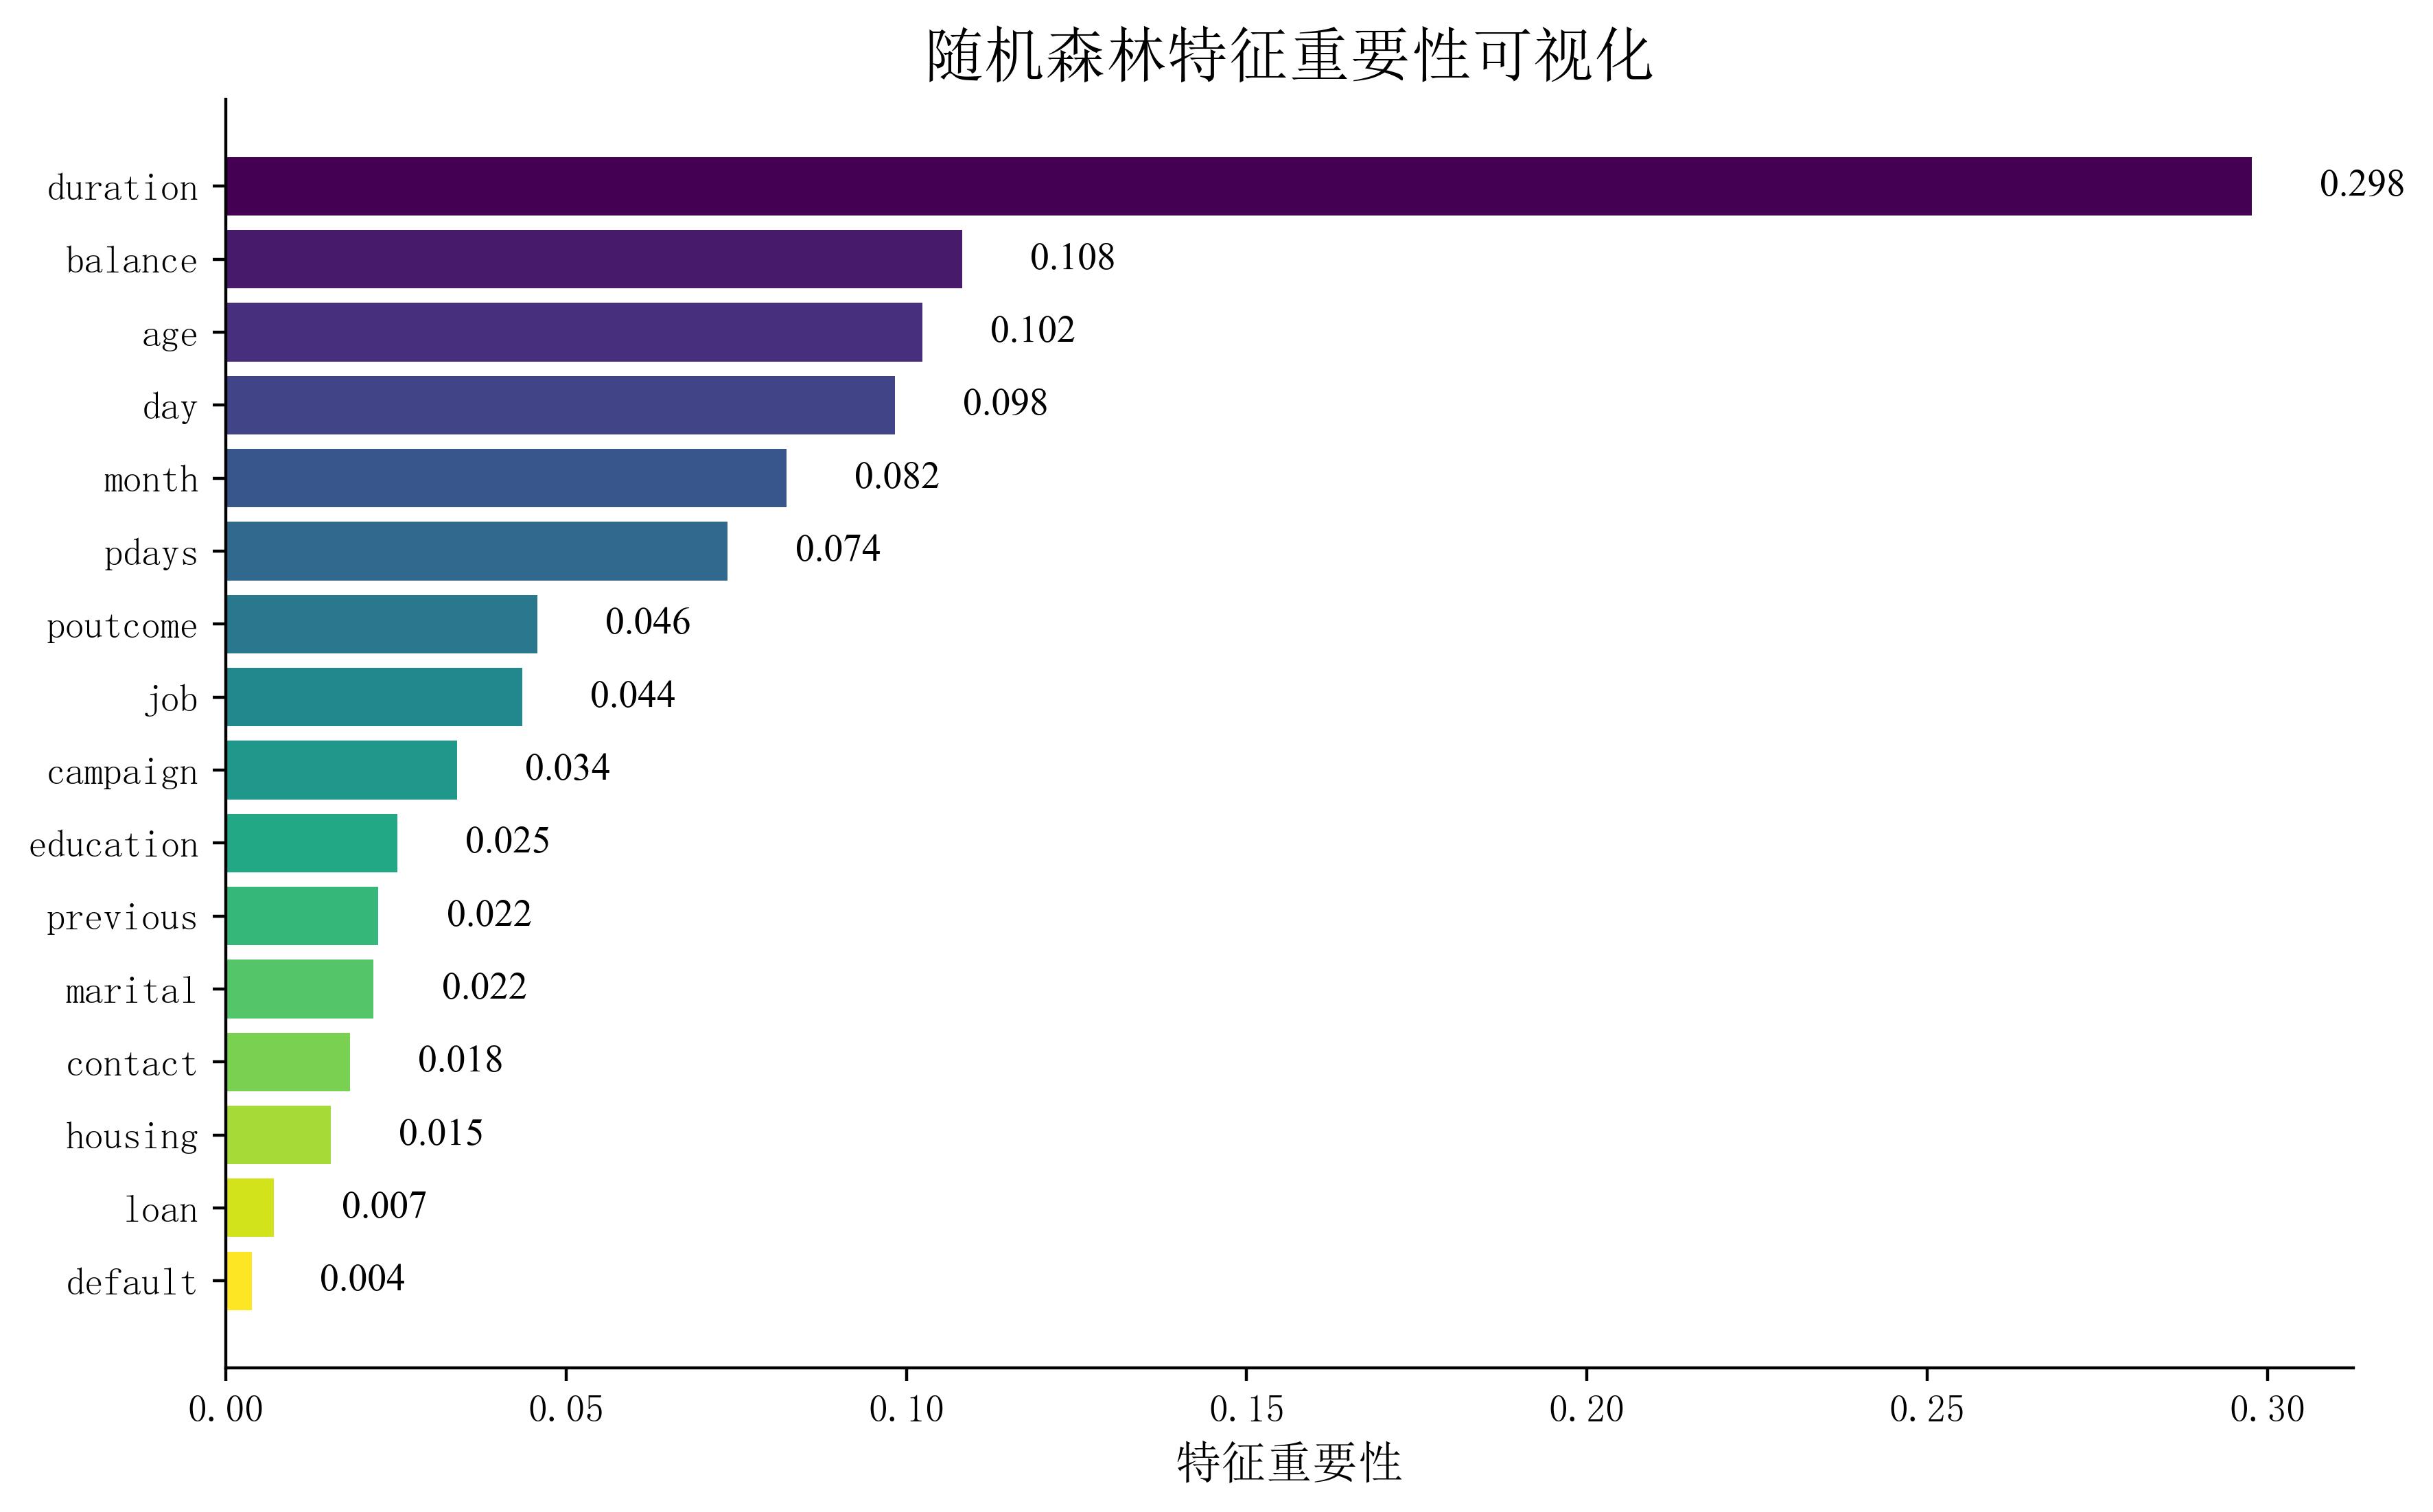 随机森林特征重要性可视化
duration 0.298
balance 0.108
age 0.102
day 0.098
month 0.082
pdays 0.074
poutcome 0.046
job 0.044
campaign 0.034
education 0.025
previous 0.022
marital 0.022
contact 0.018
housing 0.015
loan 0.007
default 0.004
0.00 0.05 0.10 0.15 0.20 0.25 0.30
特征重要性